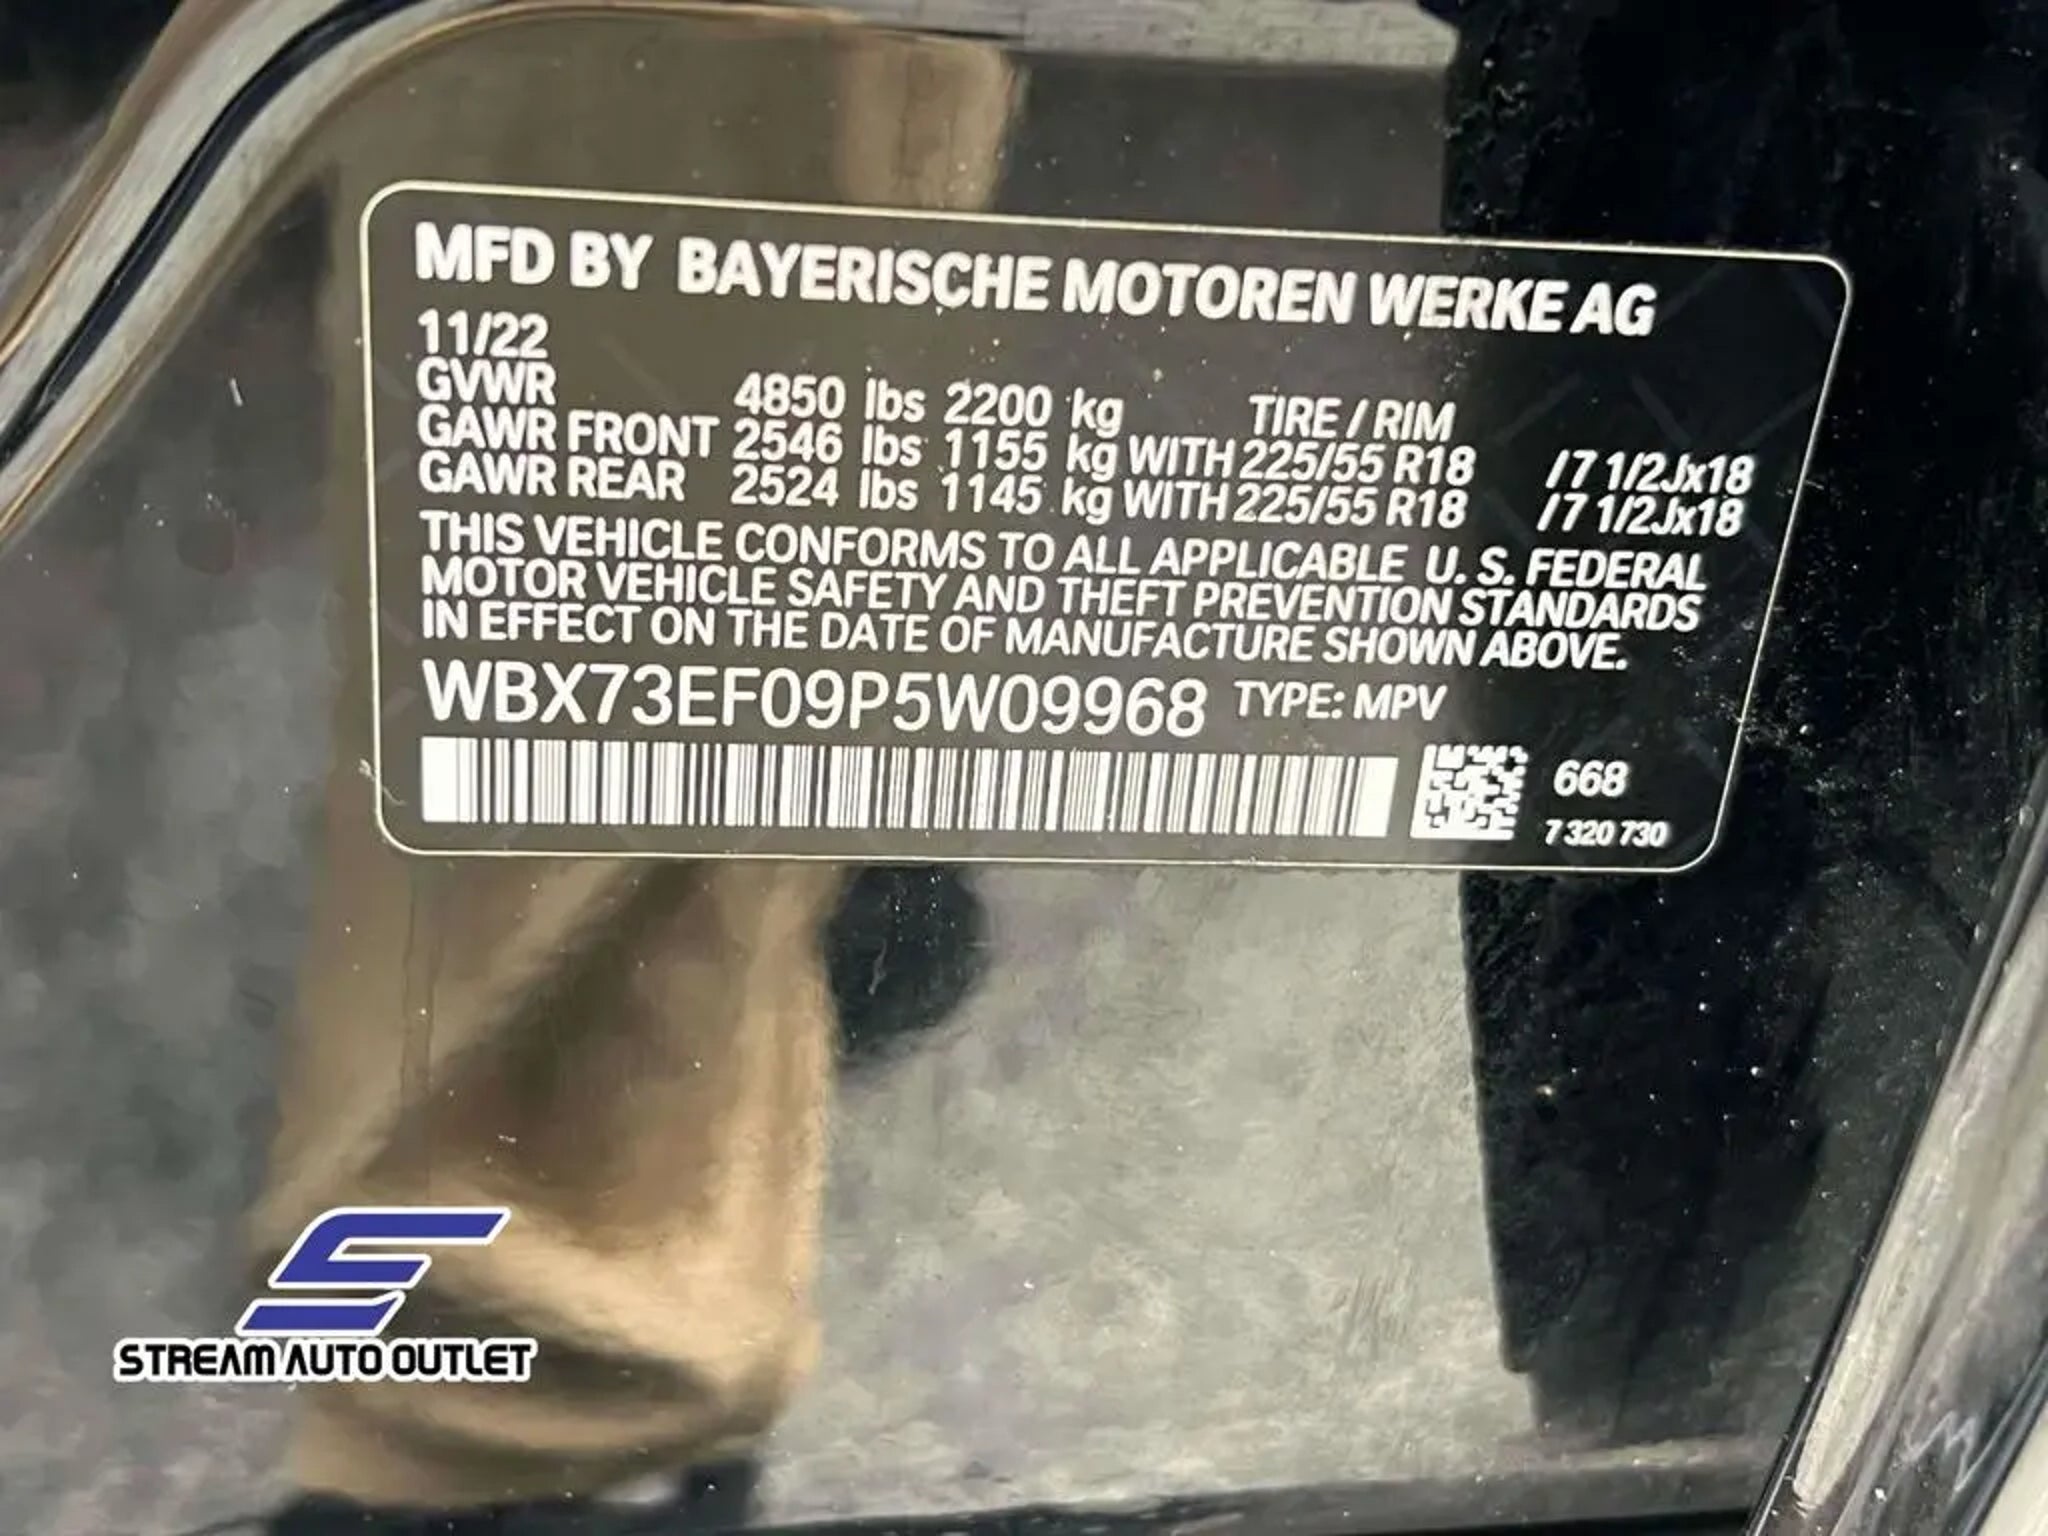 MFD BY BAYERISCHE MOTOREN WERKE AG
11/22
GVWR 4850 lbs 2200 kg TIRE / RIM
GAWR FRONT 2546 lbs 1155 kg WITH 225/55 R18 /7 1/2Jx18
GAWR REAR 2524 lbs 1145 kg WITH 225/55 R18 /7 1/2Jx18
THIS VEHICLE CONFORMS TO ALL APPLICABLE U. S. FEDERAL
MOTOR VEHICLE SAFETY AND THEFT PREVENTION STANDARDS
IN EFFECT ON THE DATE OF MANUFACTURE SHOWN ABOVE.
WBX73EF09P5W09968 TYPE: MPV
668
7 320 730
STREAM AUTO OUTLET